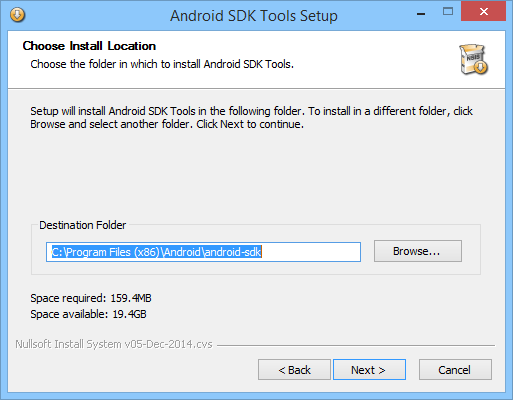 Android SDK Tools Setup
Choose Install Location
Choose the folder in which to install Android SDK Tools.
NSIS
Setup will install Android SDK Tools in the following folder. To install in a different folder, click
Browse and select another folder. Click Next to continue.
Destination Folder
C:\Program Files (x86)\Android\android-sdk
Browse...
Space required: 159.4MB
Space available: 19.4GB
Nullsoft Install System v05-Dec-2014.cvs
< Back
Next >
Cancel